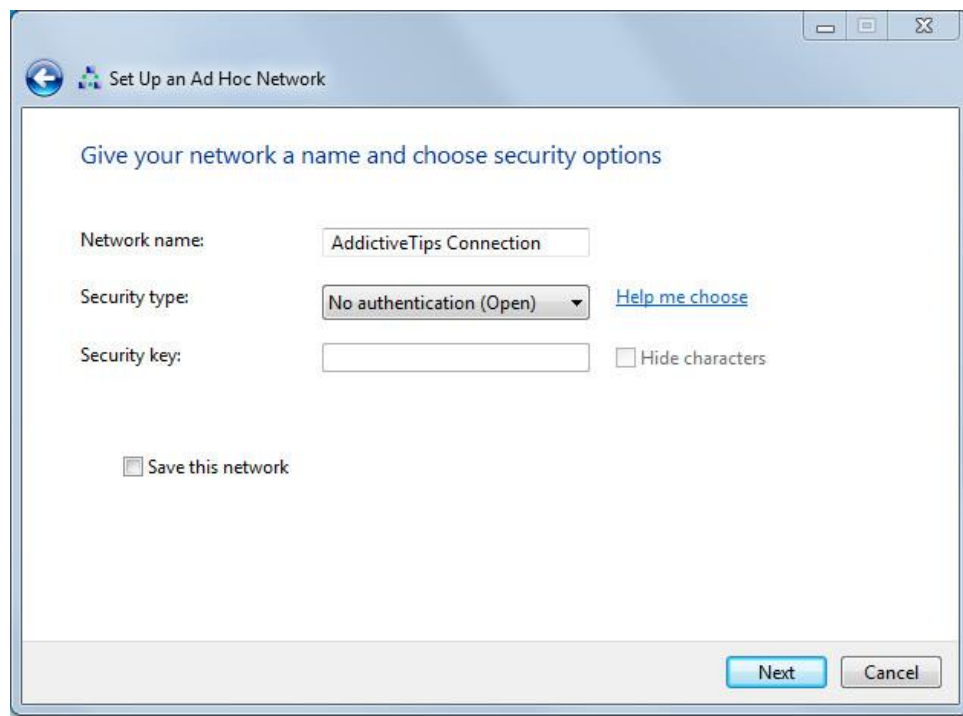 Set Up an Ad Hoc Network
Give your network a name and choose security options
Network name: AddictiveTips Connection
Security type: No authentication (Open) Help me choose
Security key: Hide characters
Save this network
Next Cancel